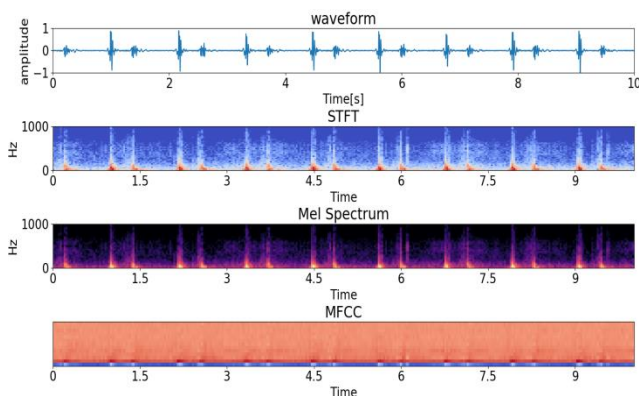 waveform
amplitude
1
0
−1
0 2 4 6 8 10
Time[s]
STFT
Hz
1000
0
0 1.5 3 4.5 6 7.5 9
Time
Mel Spectrum
Hz
1000
0
0 1.5 3 4.5 6 7.5 9
Time
MFCC
0 1.5 3 4.5 6 7.5 9
Time